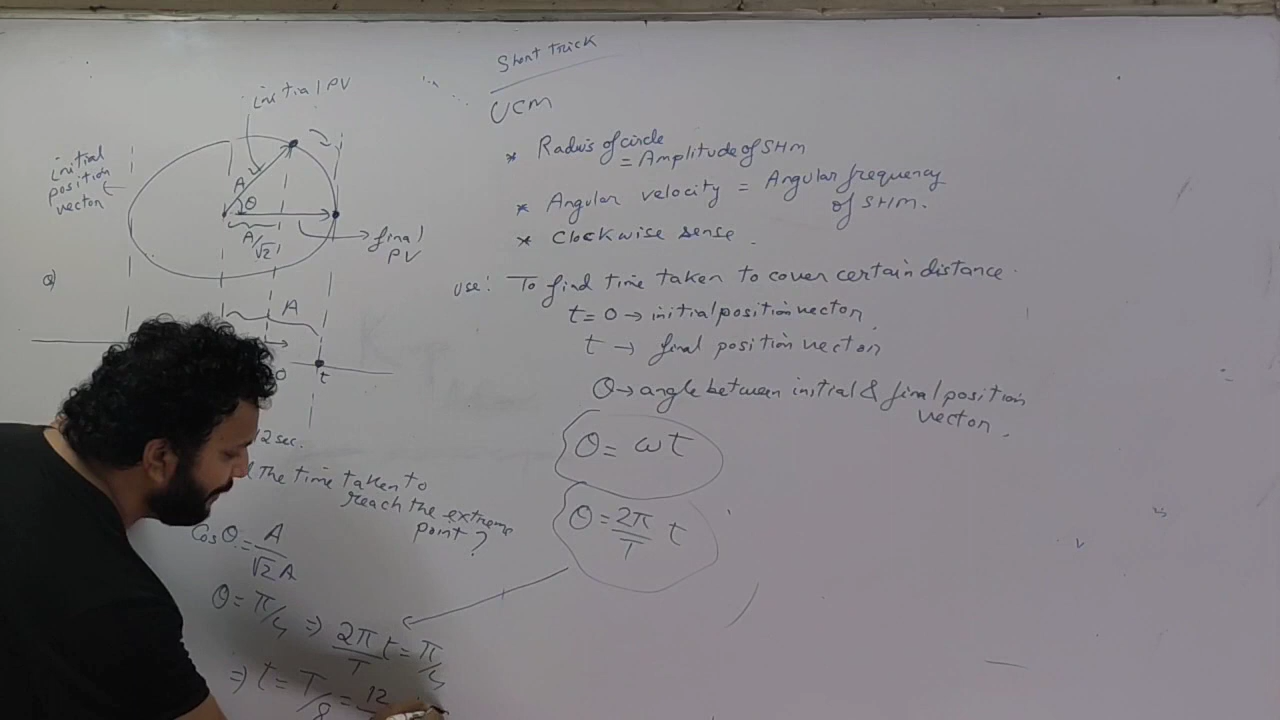 Short trick
UCM
* Radius of circle
= Amplitude of SHM
* Angular velocity = Angular frequency
of SHM.
* Clockwise sense.
use: To find time taken to cover certain distance.
t=0 → initial position vector
t → final position vector
θ → angle between initial & final position
vector.
θ = ωt
θ = 2π/T t
initial PV
initial
position
vector
A
θ
A/√2
final
PV
Q)
A
t
12 sec.
The time taken to
reach the extreme
point?
Cos θ = A/√2A
θ = π/4 ⇒ 2π/T t = π/4
⇒ t = T/8 = 12